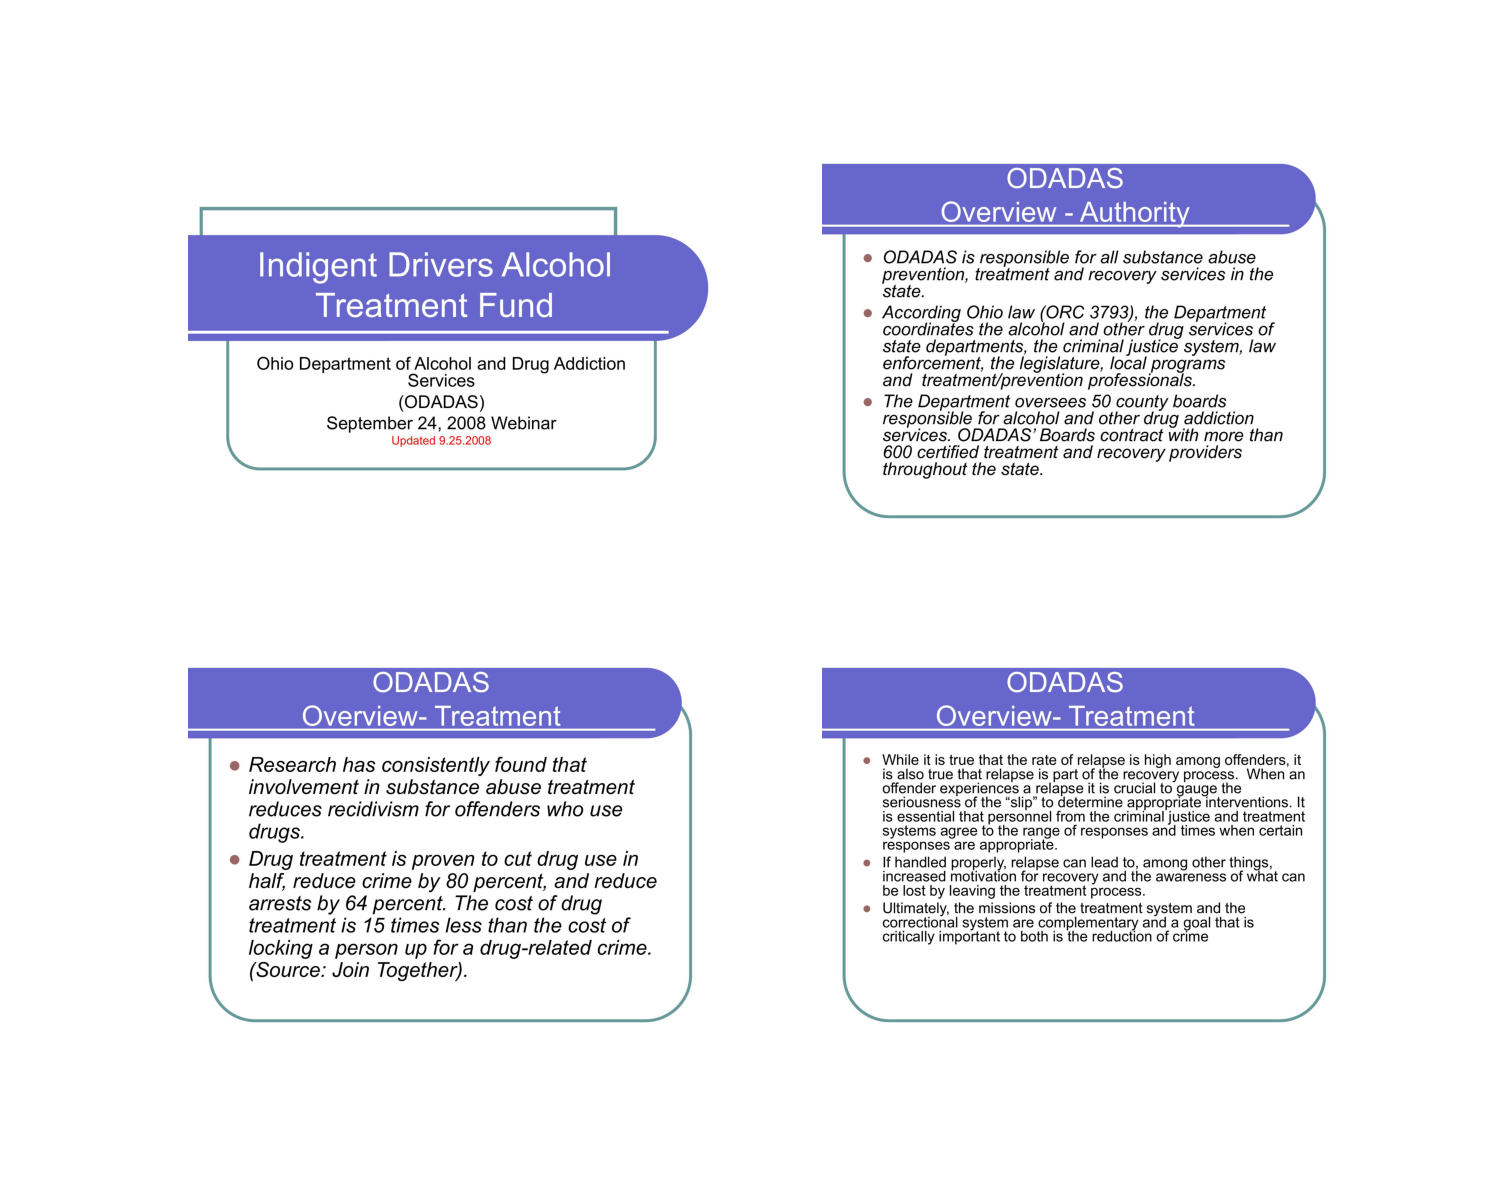 Indigent Drivers Alcohol
Treatment Fund
Ohio Department of Alcohol and Drug Addiction
Services
(ODADAS)
September 24, 2008 Webinar
Updated 9.25.2008
ODADAS
Overview - Authority
● ODADAS is responsible for all substance abuse
prevention, treatment and recovery services in the
state.
● According Ohio law (ORC 3793), the Department
coordinates the alcohol and other drug services of
state departments, the criminal justice system, law
enforcement, the legislature, local programs
and treatment/prevention professionals.
● The Department oversees 50 county boards
responsible for alcohol and other drug addiction
services. ODADAS’ Boards contract with more than
600 certified treatment and recovery providers
throughout the state.
ODADAS
Overview- Treatment
● Research has consistently found that
involvement in substance abuse treatment
reduces recidivism for offenders who use
drugs.
● Drug treatment is proven to cut drug use in
half, reduce crime by 80 percent, and reduce
arrests by 64 percent. The cost of drug
treatment is 15 times less than the cost of
locking a person up for a drug-related crime.
(Source: Join Together).
ODADAS
Overview- Treatment
● While it is true that the rate of relapse is high among offenders, it
is also true that relapse is part of the recovery process. When an
offender experiences a relapse it is crucial to gauge the
seriousness of the “slip” to determine appropriate interventions. It
is essential that personnel from the criminal justice and treatment
systems agree to the range of responses and times when certain
responses are appropriate.
● If handled properly, relapse can lead to, among other things,
increased motivation for recovery and the awareness of what can
be lost by leaving the treatment process.
● Ultimately, the missions of the treatment system and the
correctional system are complementary and a goal that is
critically important to both is the reduction of crime